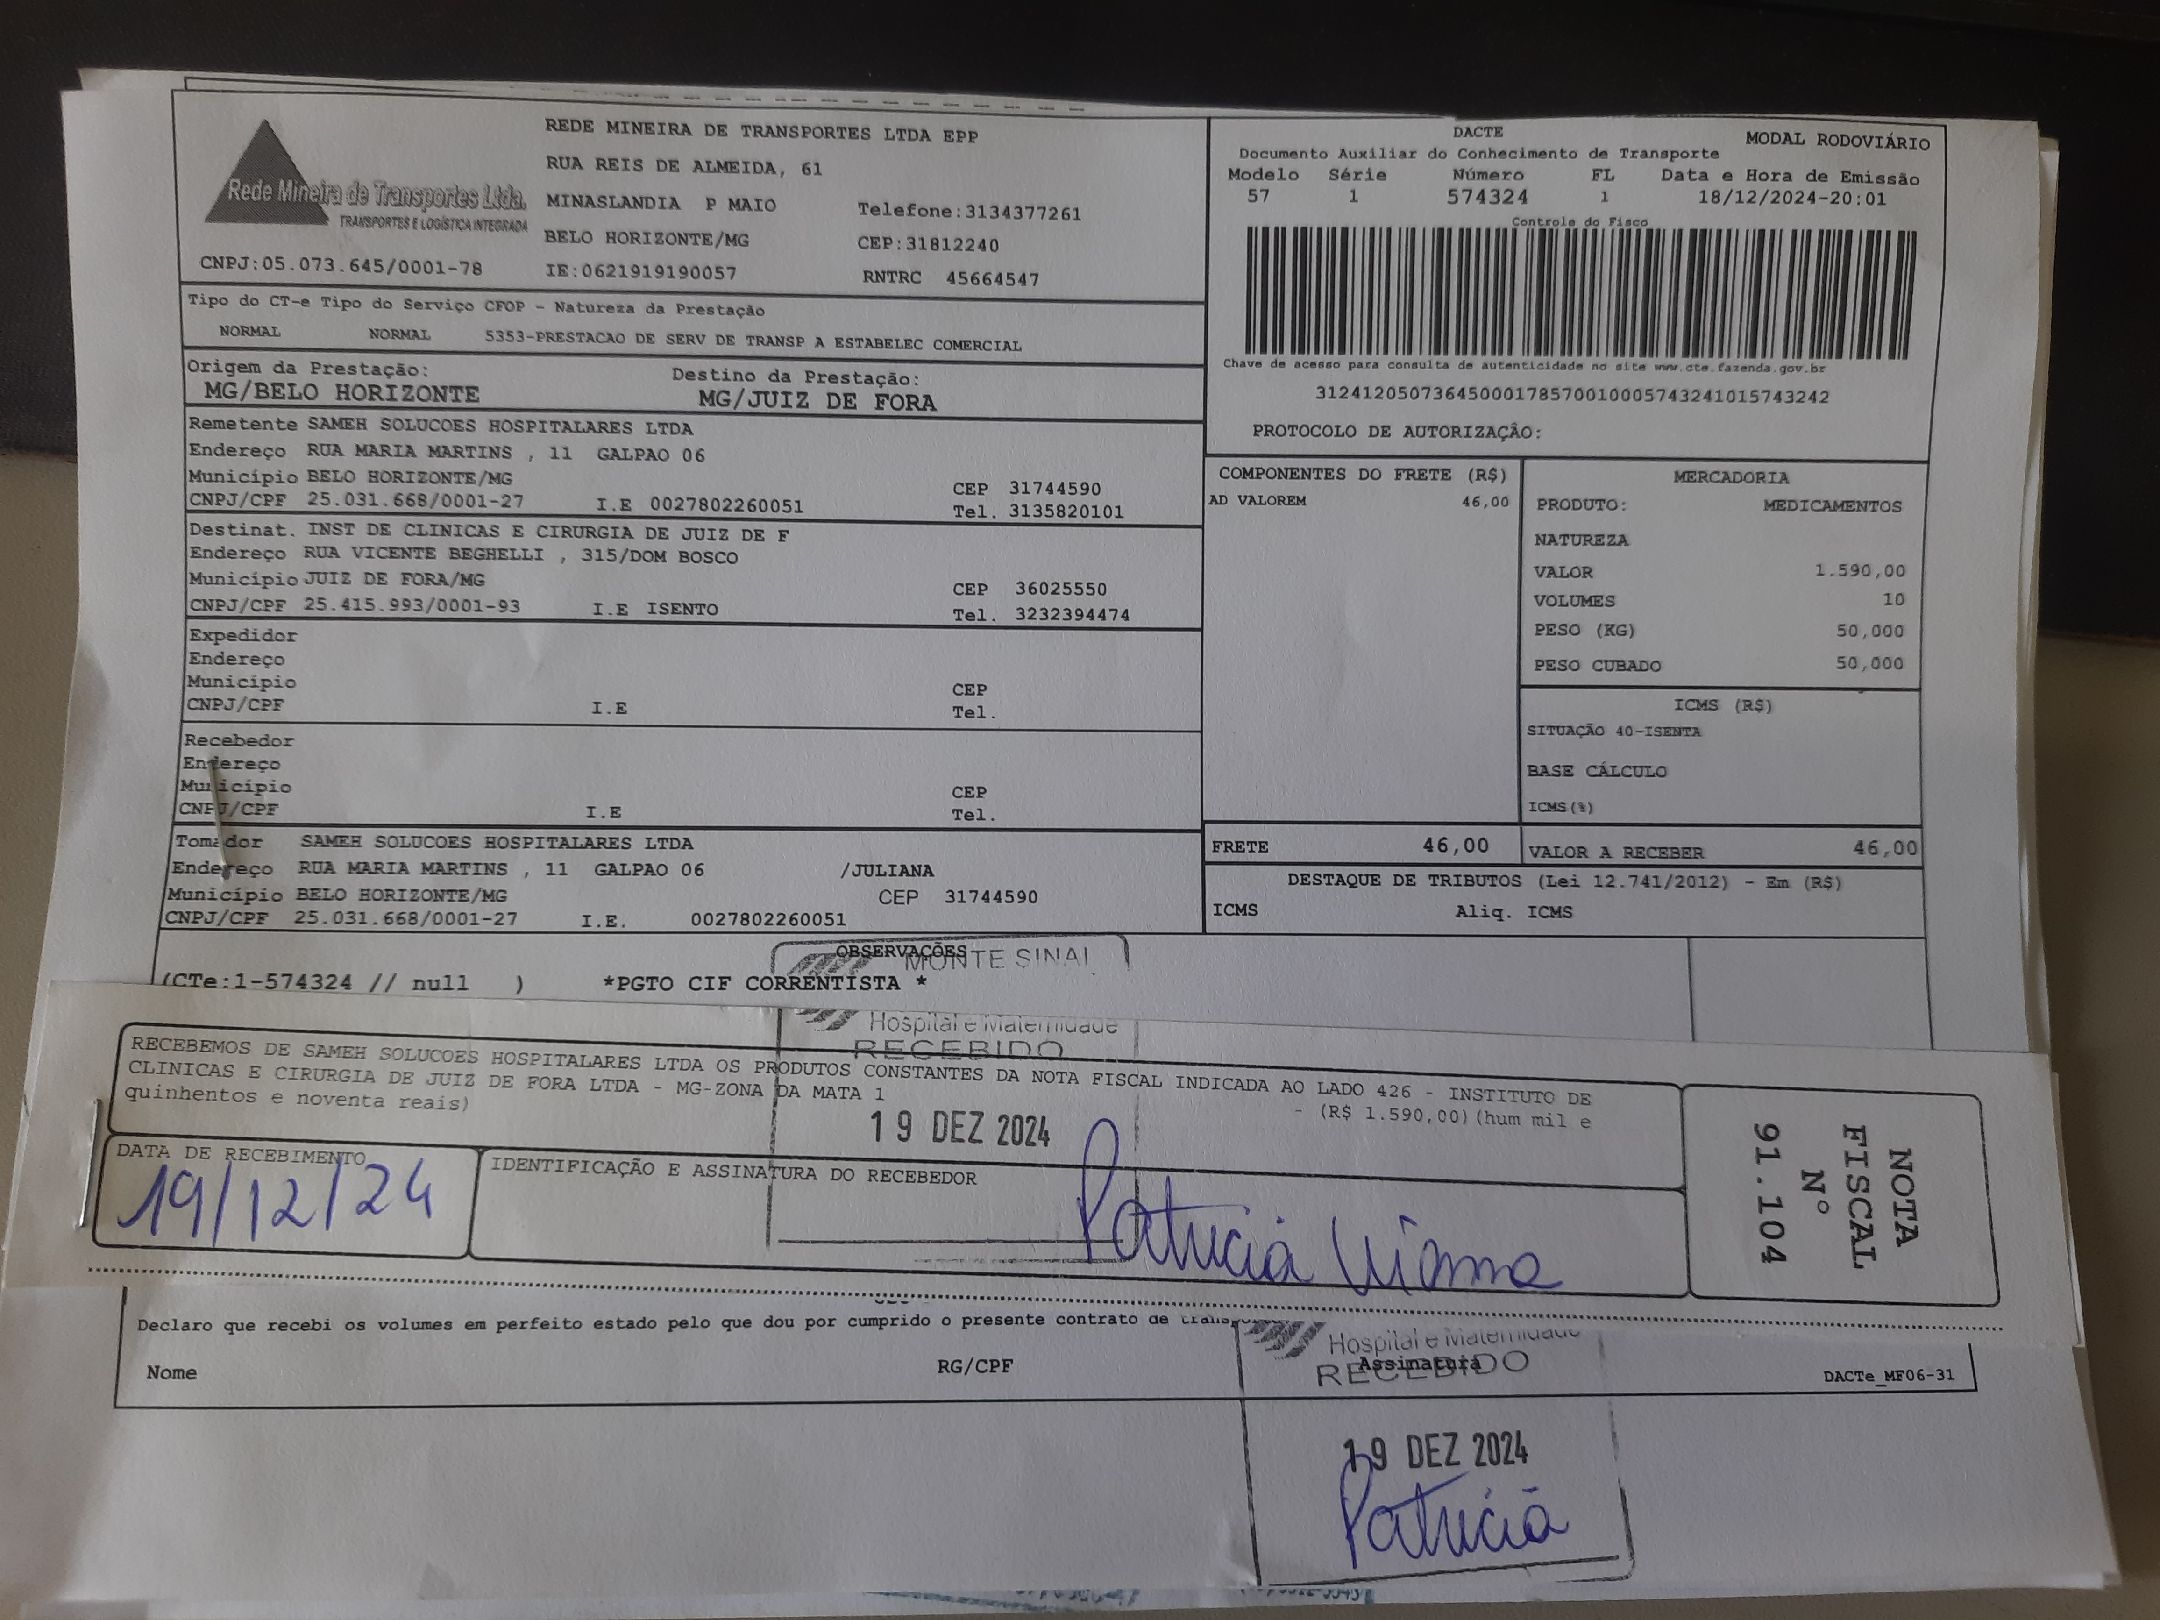 Rede Mineira de Transportes Ltda.
TRANSPORTES E LOGÍSTICA INTEGRADA
CNPJ:05.073.645/0001-78
REDE MINEIRA DE TRANSPORTES LTDA EPP
RUA REIS DE ALMEIDA, 61
MINASLANDIA P MAIO Telefone:3134377261
BELO HORIZONTE/MG CEP:31812240
IE:0621919190057 RNTRC 45664547
DACTE MODAL RODOVIÁRIO
Documento Auxiliar do Conhecimento de Transporte
Modelo Série Número FL Data e Hora de Emissão
57 1 574324 1 18/12/2024-20:01
Controle do Fisco
Chave de acesso para consulta de autenticidade no site www.cte.fazenda.gov.br
31241205073645000178570010005743241015743242
PROTOCOLO DE AUTORIZAÇÃO:
Tipo do CT-e Tipo do Serviço CFOP - Natureza da Prestação
NORMAL NORMAL 5353-PRESTACAO DE SERV DE TRANSP A ESTABELEC COMERCIAL
Origem da Prestação: Destino da Prestação:
MG/BELO HORIZONTE MG/JUIZ DE FORA
Remetente SAMEH SOLUCOES HOSPITALARES LTDA
Endereço RUA MARIA MARTINS , 11 GALPAO 06
Município BELO HORIZONTE/MG CEP 31744590
CNPJ/CPF 25.031.668/0001-27 I.E 0027802260051 Tel. 3135820101
Destinat. INST DE CLINICAS E CIRURGIA DE JUIZ DE F
Endereço RUA VICENTE BEGHELLI , 315/DOM BOSCO
Município JUIZ DE FORA/MG CEP 36025550
CNPJ/CPF 25.415.993/0001-93 I.E ISENTO Tel. 3232394474
Expedidor
Endereço
Município CEP
CNPJ/CPF I.E Tel.
Recebedor
Endereço
Município CEP
CNPJ/CPF I.E Tel.
Tomador SAMEH SOLUCOES HOSPITALARES LTDA
Endereço RUA MARIA MARTINS , 11 GALPAO 06 /JULIANA
Município BELO HORIZONTE/MG CEP 31744590
CNPJ/CPF 25.031.668/0001-27 I.E. 0027802260051
COMPONENTES DO FRETE (R$)
AD VALOREM 46,00
MERCADORIA
PRODUTO: MEDICAMENTOS
NATUREZA
VALOR 1.590,00
VOLUMES 10
PESO (KG) 50,000
PESO CUBADO 50,000
ICMS (R$)
SITUAÇÃO 40-ISENTA
BASE CÁLCULO
ICMS(%)
FRETE 46,00 VALOR A RECEBER 46,00
DESTAQUE DE TRIBUTOS (Lei 12.741/2012) - Em (R$)
ICMS Aliq. ICMS
OBSERVAÇÕES
MONTE SINAI
(CTe:1-574324 // null ) *PGTO CIF CORRENTISTA *
Hospital e Maternidade
RECEBIDO
RECEBEMOS DE SAMEH SOLUCOES HOSPITALARES LTDA OS PRODUTOS CONSTANTES DA NOTA FISCAL INDICADA AO LADO 426 - INSTITUTO DE
CLINICAS E CIRURGIA DE JUIZ DE FORA LTDA - MG-ZONA DA MATA 1 - (R$ 1.590,00)(hum mil e
quinhentos e noventa reais)
19 DEZ 2024
DATA DE RECEBIMENTO
19/12/24
IDENTIFICAÇÃO E ASSINATURA DO RECEBEDOR
Patricia Viana
NOTA
FISCAL
Nº
91.104
Declaro que recebi os volumes em perfeito estado pelo que dou por cumprido o presente contrato de
Nome RG/CPF Assinatura DACTe_MF06-31
Hospital e Maternidade
RECEBIDO
19 DEZ 2024
Patricia